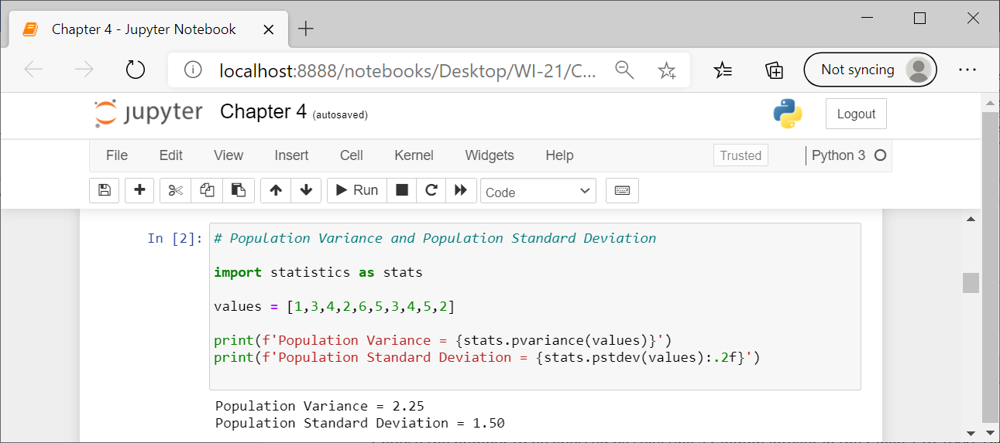 Chapter 4 - Jupyter Notebook
localhost:8888/notebooks/Desktop/WI-21/C...
Not syncing
jupyter Chapter 4 (autosaved)
Logout
File Edit View Insert Cell Kernel Widgets Help Trusted Python 3
Run Code
In [2]: # Population Variance and Population Standard Deviation
import statistics as stats
values = [1,3,4,2,6,5,3,4,5,2]
print(f'Population Variance = {stats.pvariance(values)}')
print(f'Population Standard Deviation = {stats.pstdev(values):.2f}')
Population Variance = 2.25
Population Standard Deviation = 1.50